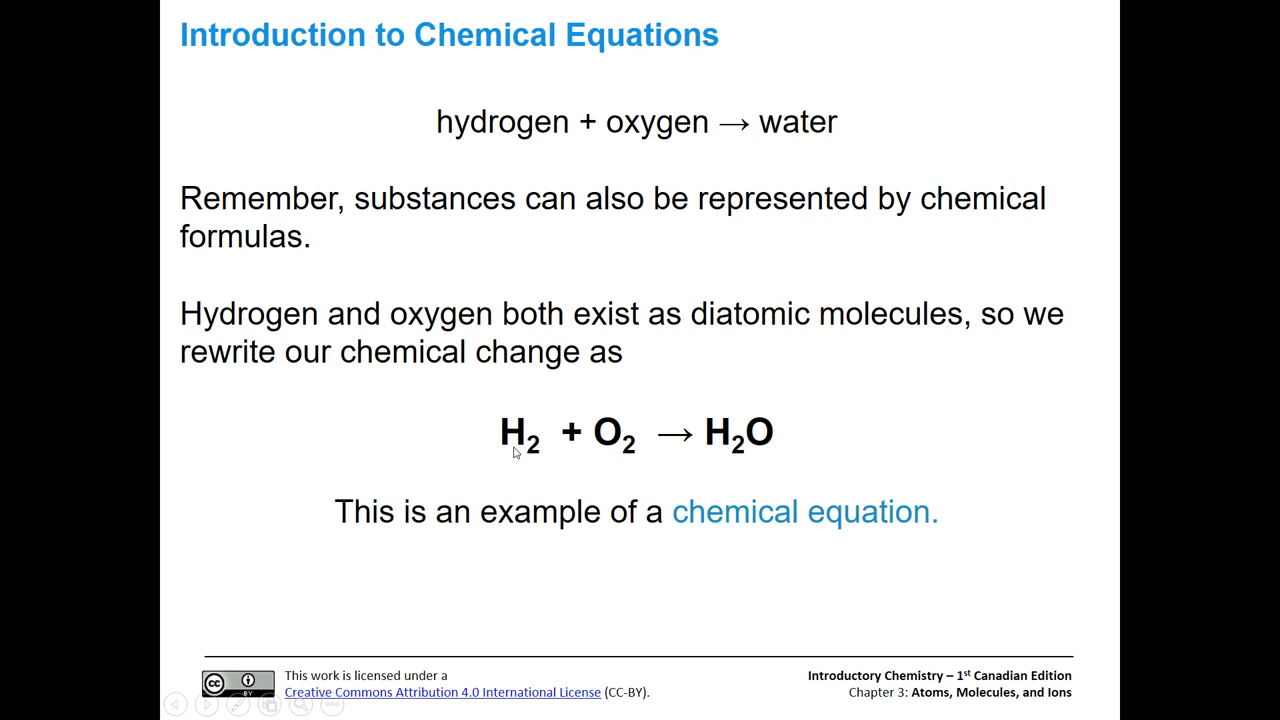 Introduction to Chemical Equations
hydrogen + oxygen → water
Remember, substances can also be represented by chemical
formulas.
Hydrogen and oxygen both exist as diatomic molecules, so we
rewrite our chemical change as
H₂ + O₂ → H₂O
This is an example of a chemical equation.
cc BY
This work is licensed under a
Creative Commons Attribution 4.0 International License (CC-BY).
Introductory Chemistry – 1ˢᵗ Canadian Edition
Chapter 3: Atoms, Molecules, and Ions